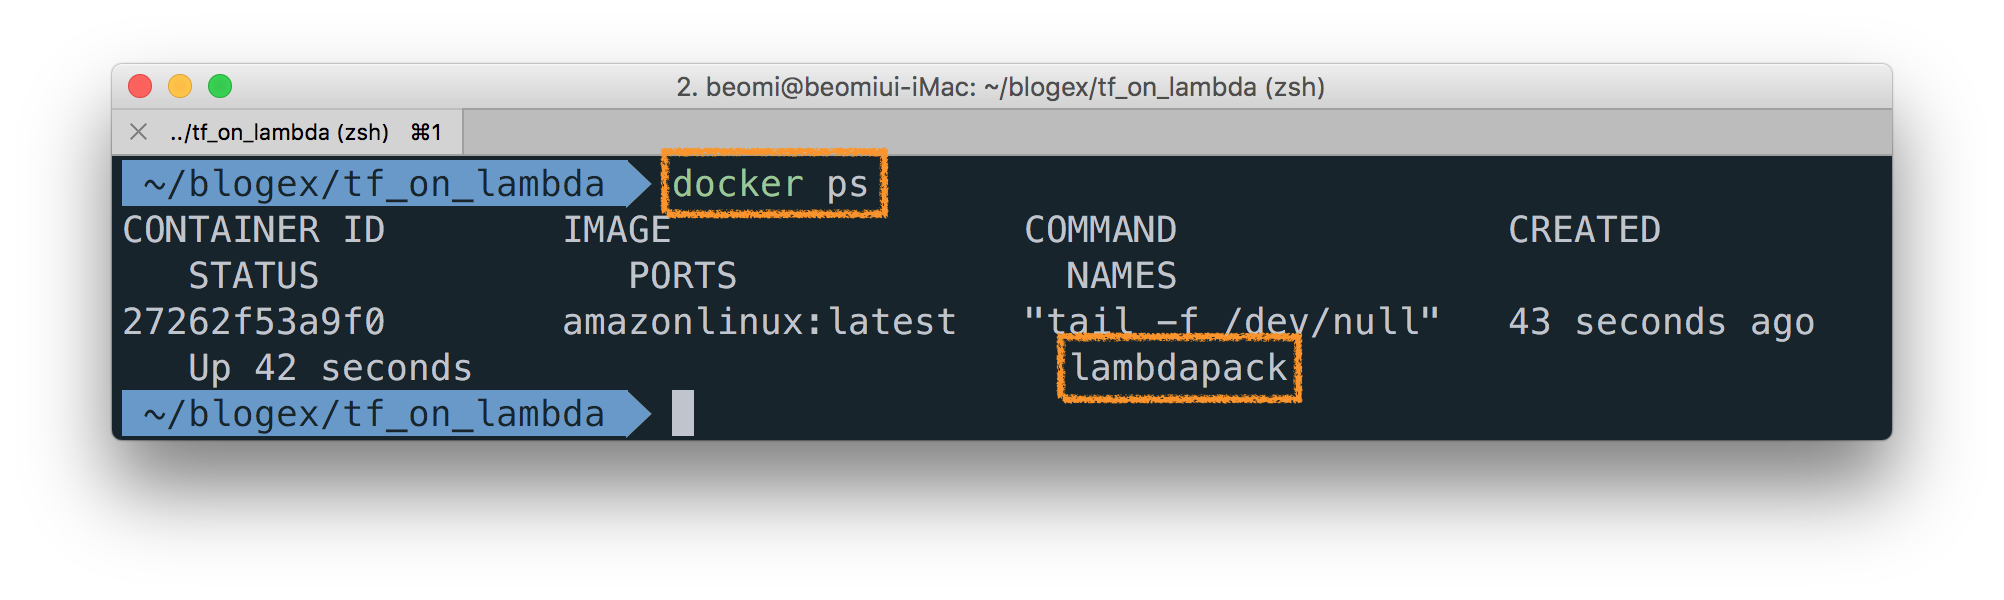 2. beomi@beomiui-iMac: ~/blogex/tf_on_lambda (zsh)
../tf_on_lambda (zsh) ⌘1
~/blogex/tf_on_lambda docker ps
CONTAINER ID IMAGE COMMAND CREATED
STATUS PORTS NAMES
27262f53a9f0 amazonlinux:latest "tail -f /dev/null" 43 seconds ago
Up 42 seconds lambdapack
~/blogex/tf_on_lambda